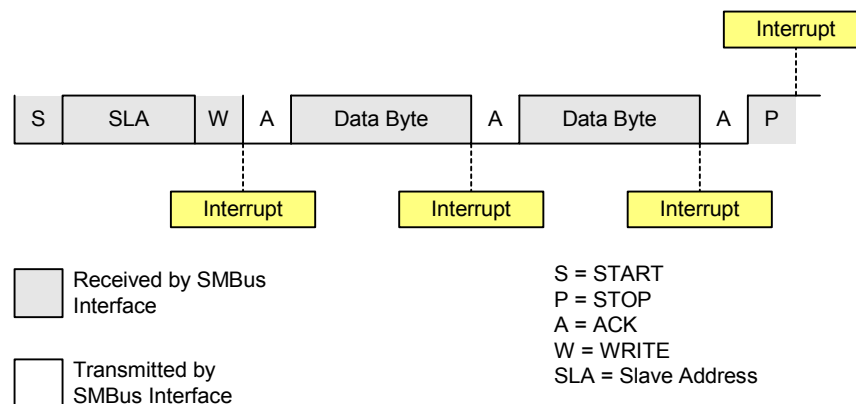 Interrupt
S SLA W A Data Byte A Data Byte A P
Interrupt Interrupt Interrupt
Received by SMBus
Interface
Transmitted by
SMBus Interface
S = START
P = STOP
A = ACK
W = WRITE
SLA = Slave Address